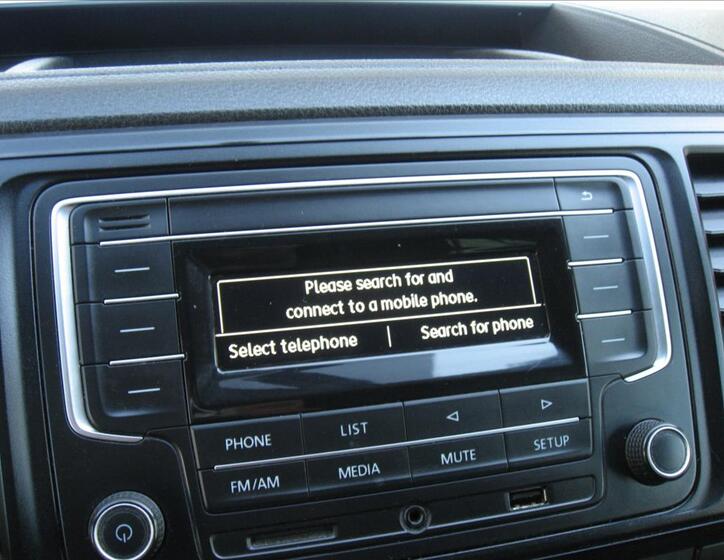 Please search for and
connect to a mobile phone.
Select telephone | Search for phone
PHONE LIST
FM/AM MEDIA MUTE SETUP